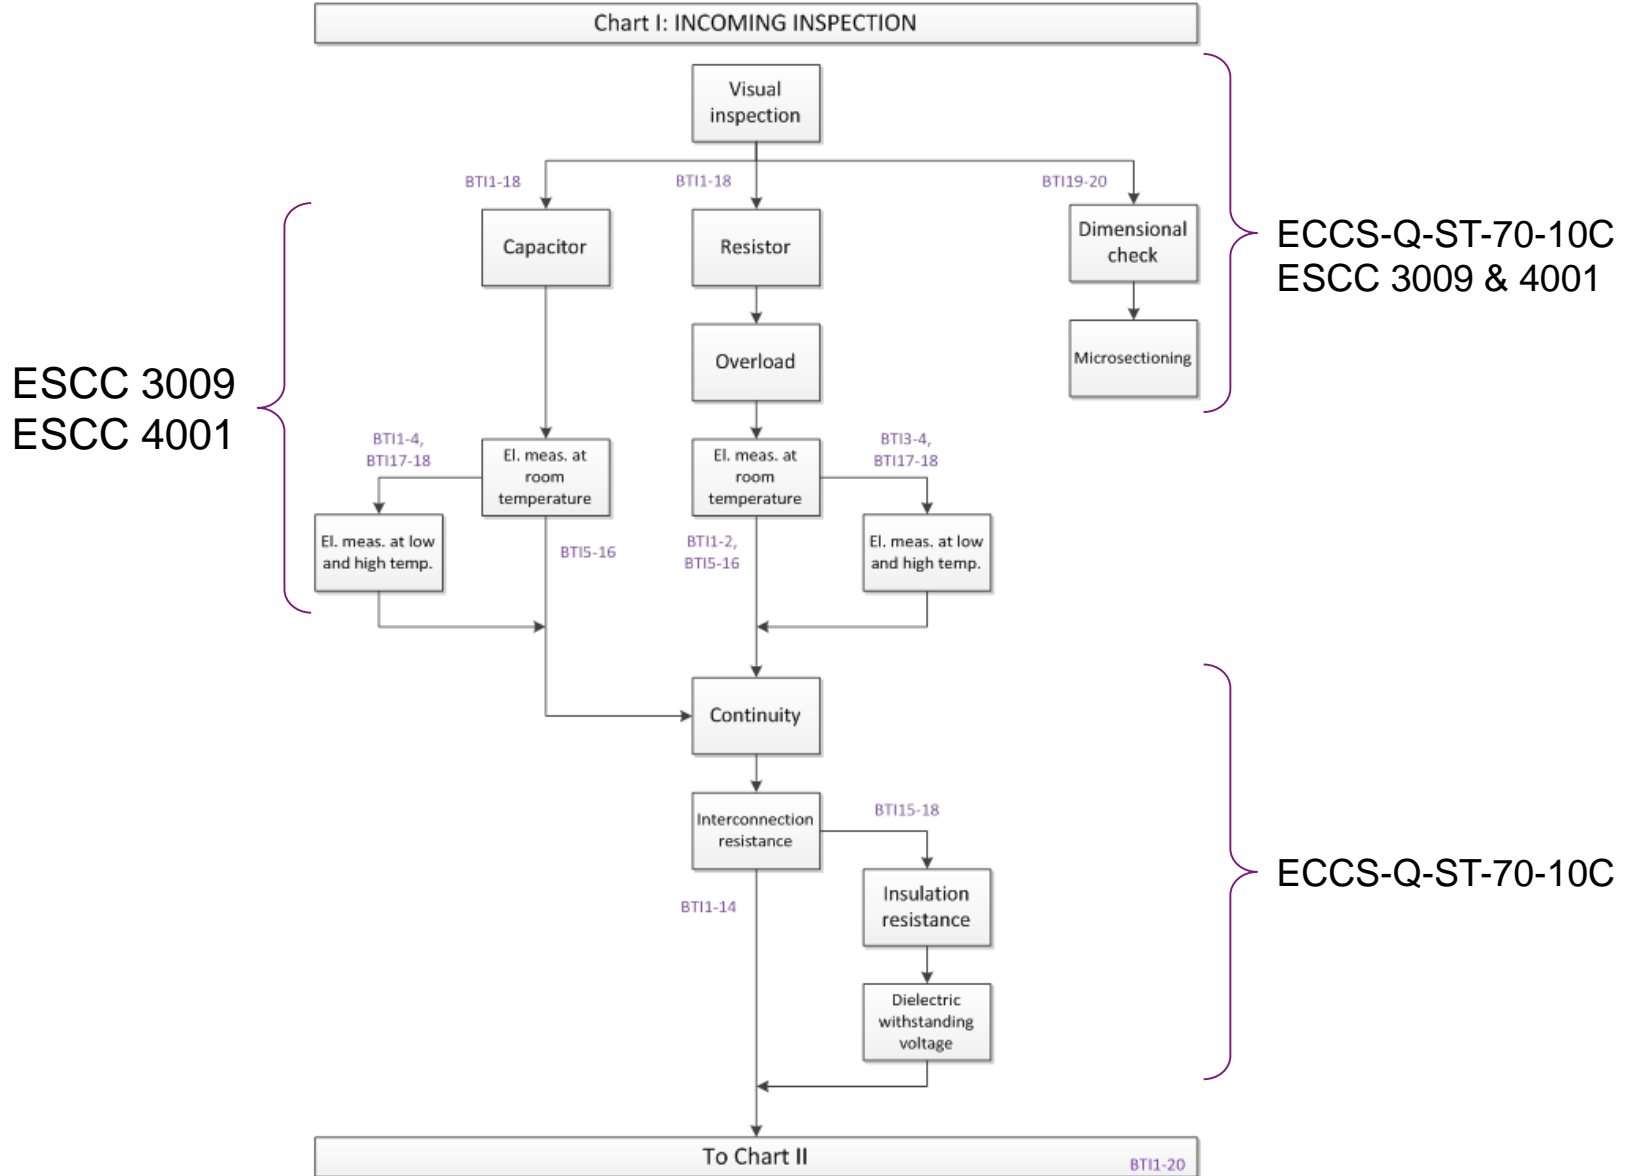 Chart I: INCOMING INSPECTION
Visual
inspection
BTI1-18
BTI1-18
BTI19-20
Capacitor
Resistor
Dimensional
check
ECCS-Q-ST-70-10C
ESCC 3009 & 4001
Overload
Microsectioning
ESCC 3009
ESCC 4001
BTI1-4,
BTI17-18
El. meas. at
room
temperature
El. meas. at
room
temperature
BTI3-4,
BTI17-18
El. meas. at low
and high temp.
BTI5-16
BTI1-2,
BTI5-16
El. meas. at low
and high temp.
Continuity
Interconnection
resistance
BTI15-18
BTI1-14
Insulation
resistance
ECCS-Q-ST-70-10C
Dielectric
withstanding
voltage
To Chart II
BTI1-20